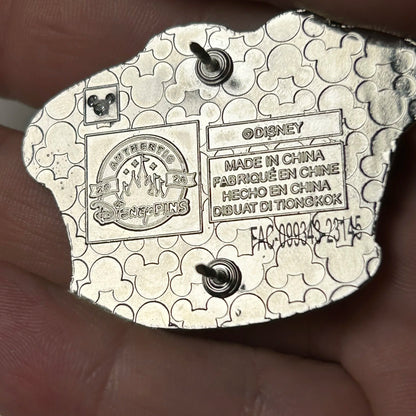 AUTHENTIC
20 24
Disney PINS
©DISNEY
MADE IN CHINA
FABRIQUÉ EN CHINE
HECHO EN CHINA
DIBUAT DI TIONGKOK
FAC-099343-23145